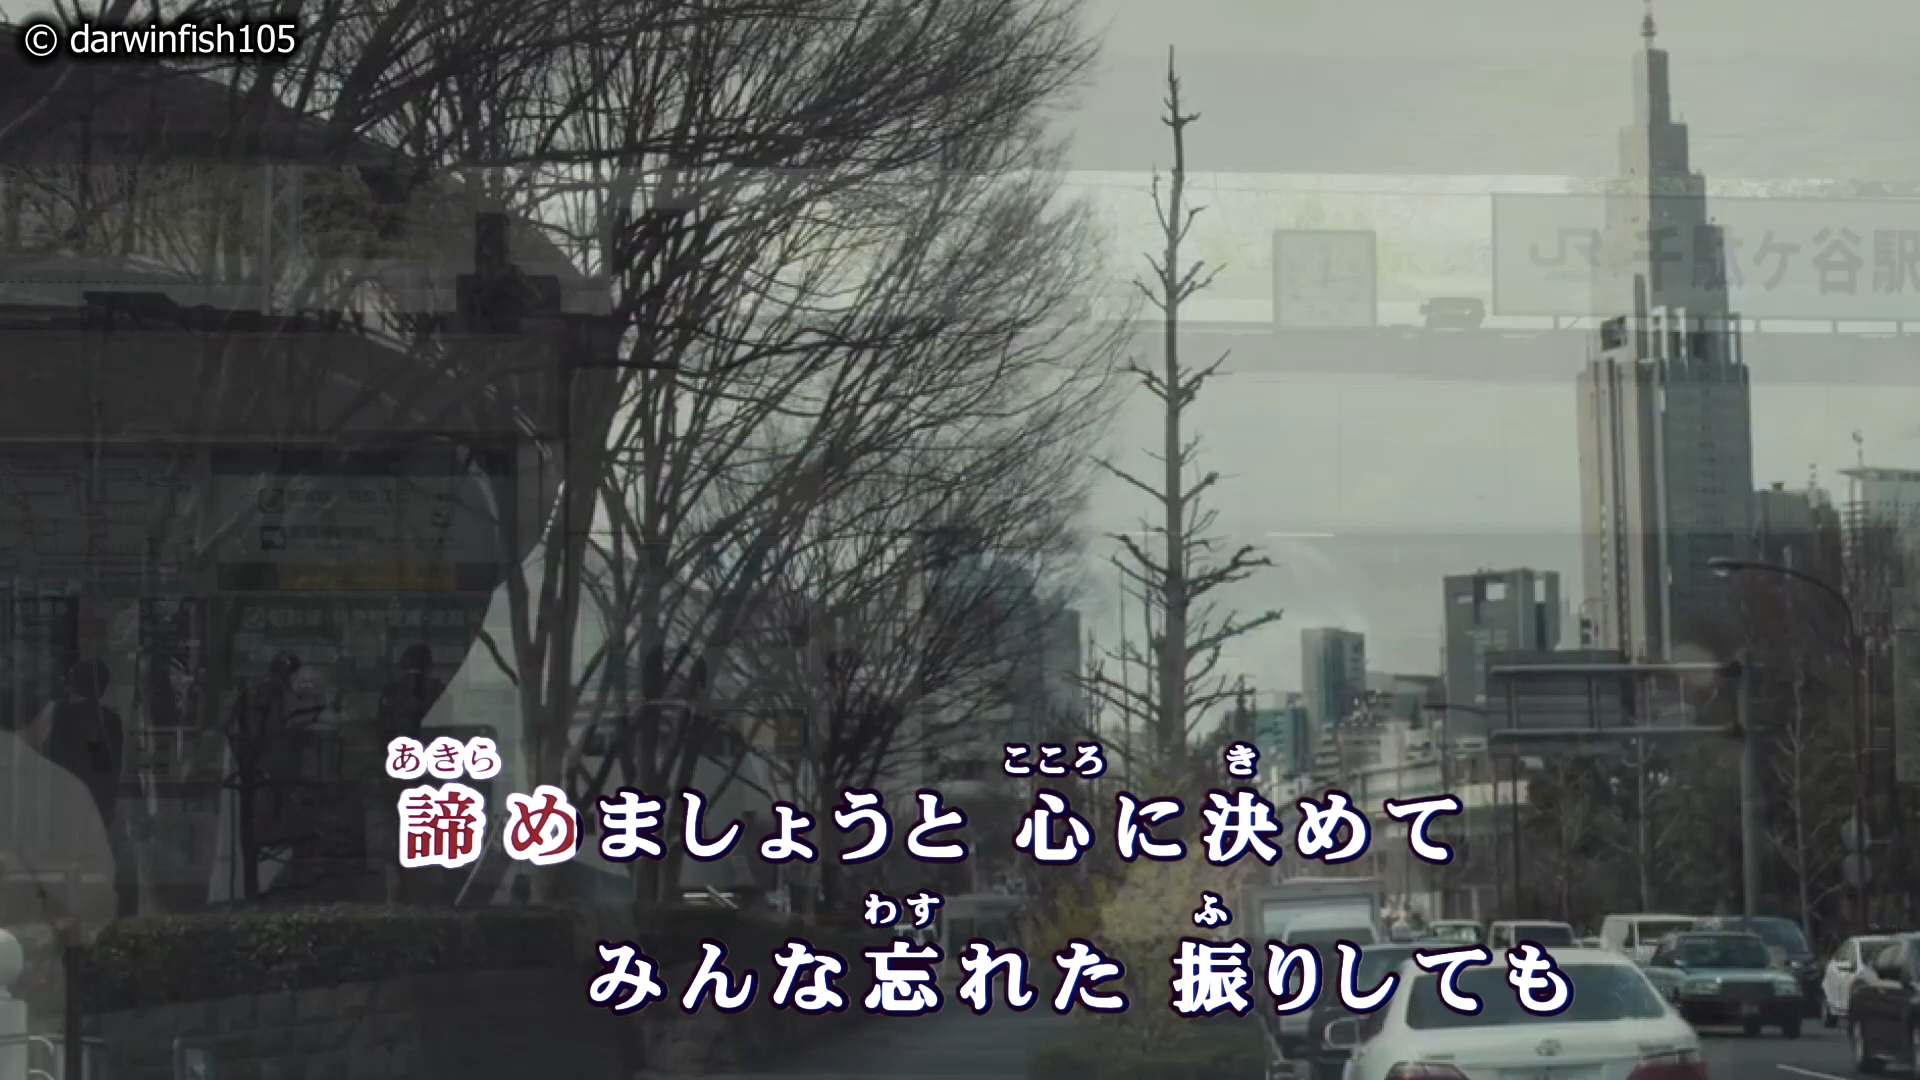 © darwinfish105
JR 千駄ケ谷駅
あきら こころ き
諦めましょうと 心に決めて
わす ふ
みんな忘れた 振りしても